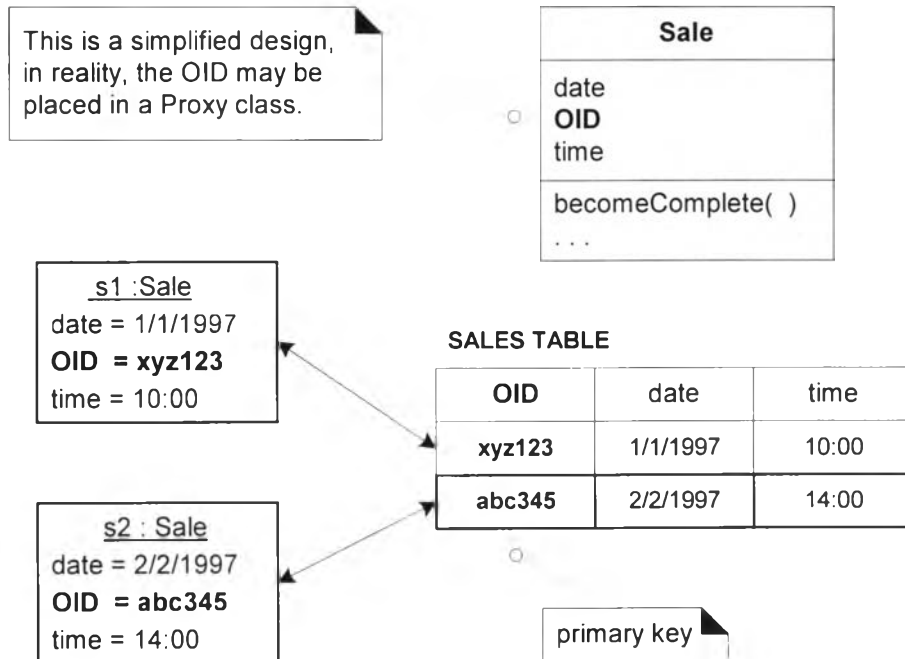 This is a simplified design,
in reality, the OID may be
placed in a Proxy class.
Sale
date
OID
time
becomeComplete( )
. . .
s1 :Sale
date = 1/1/1997
OID = xyz123
time = 10:00
SALES TABLE
OID date time
xyz123 1/1/1997 10:00
abc345 2/2/1997 14:00
s2 : Sale
date = 2/2/1997
OID = abc345
time = 14:00
primary key